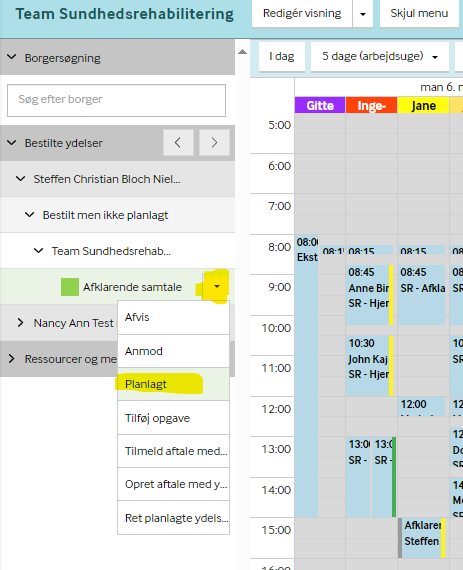 Team Sundhedsrehabilitering
Redigér visning
Skjul menu
Borgersøgning
I dag
5 dage (arbejdsuge)
Søg efter borger
man 6.
Gitte
Inge-
Jane
Bestilte ydelser
Steffen Christian Bloch Niel...
Bestilt men ikke planlagt
Team Sundhedsrehab...
Afklarende samtale
Nancy Ann Test
Ressourcer og me
Afvis
Anmod
Planlagt
Tilføj opgave
Tilmeld aftale med...
Opret aftale med y...
Ret planlagte ydels...
5:00
6:00
7:00
8:00
9:00
10:00
11:00
12:00
13:00
14:00
15:00
16:00
08:00
Ekst
08:15
08:15
08:15
08:45
Anne Bir
SR - Hjer
08:45
SR - Afkla
10:30
John Kaj
SR - Hjer
12:00
13:00
SR -
13:0
SR -
Afklarer
Steffen